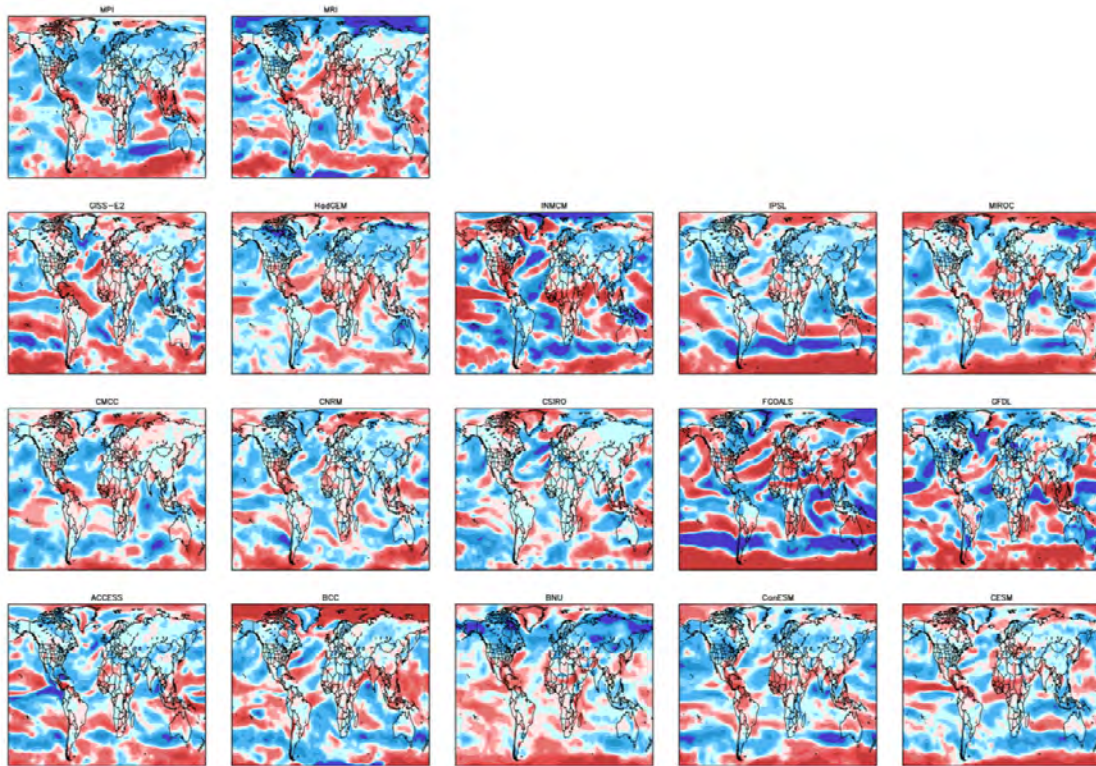 MPI MRI
GISS-E2 HadGEM INMCM IPSL MIROC
CMCC CNRM CSIRO FGOALS GFDL
ACCESS BCC BNU CanESM CESM